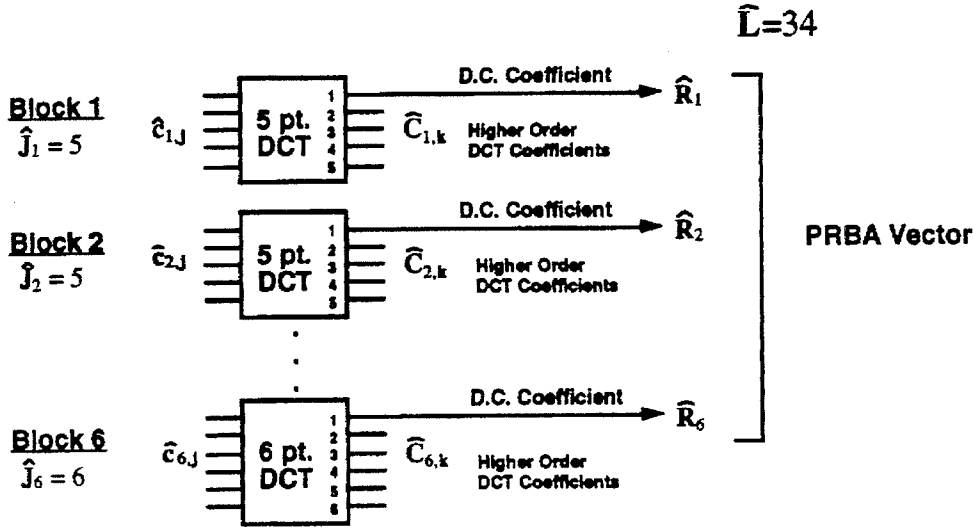 L̂=34
D.C. Coefficient
Block 1
Ĵ₁ = 5
ĉ₁,ⱼ
5 pt.
DCT
1
2
3
4
5
Ĉ₁,ₖ
Higher Order
DCT Coefficients
R̂₁
D.C. Coefficient
Block 2
Ĵ₂ = 5
ĉ₂,ⱼ
5 pt.
DCT
1
2
3
4
5
Ĉ₂,ₖ
Higher Order
DCT Coefficients
R̂₂
PRBA Vector
D.C. Coefficient
Block 6
Ĵ₆ = 6
ĉ₆,ⱼ
6 pt.
DCT
1
2
3
4
5
6
Ĉ₆,ₖ
Higher Order
DCT Coefficients
R̂₆